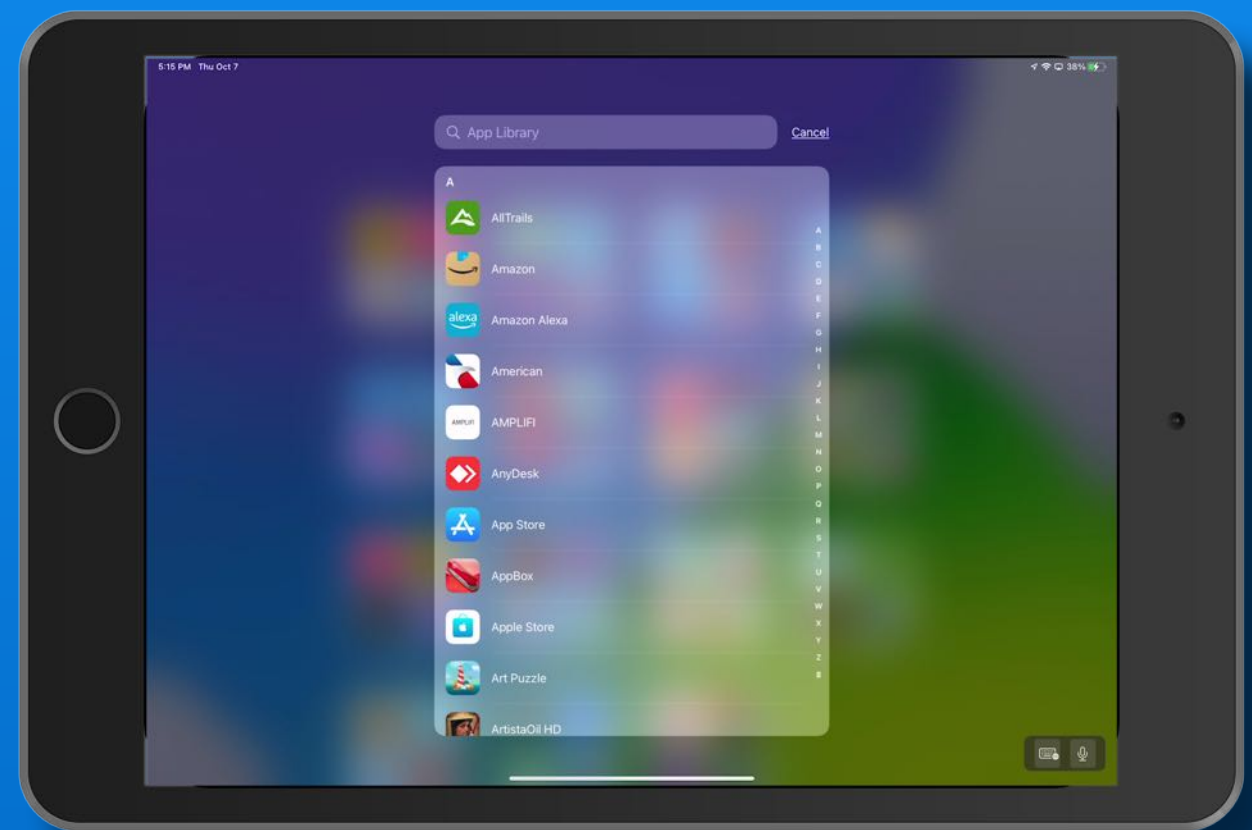 5:15 PM Thu Oct 7
38%
App Library
Cancel
A
AllTrails
Amazon
alexa
Amazon Alexa
American
AMPLIFI
AMPLIFI
AnyDesk
App Store
AppBox
Apple Store
Art Puzzle
ArtistaOil HD
A
B
C
D
E
F
G
H
I
J
K
L
M
N
O
P
Q
R
S
T
U
V
W
X
Y
Z